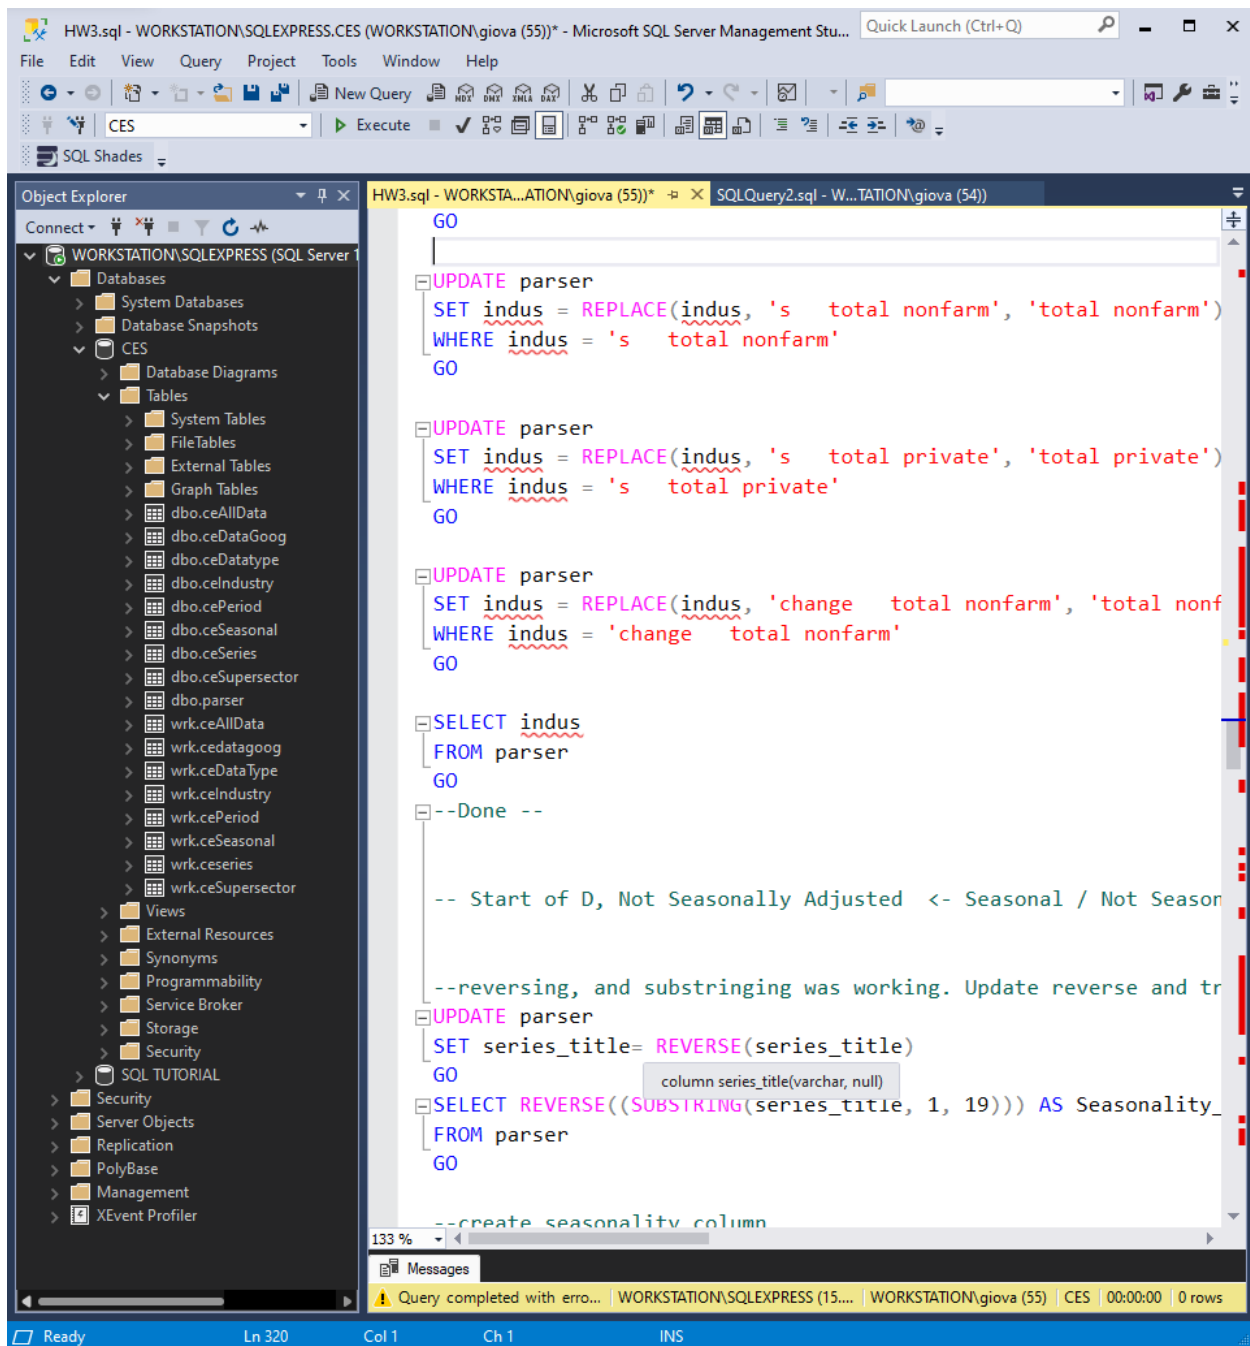 HW3.sql - WORKSTATION\SQLEXPRESS.CES (WORKSTATION\giova (55))* - Microsoft SQL Server Management Stu...
Quick Launch (Ctrl+Q)
File Edit View Query Project Tools Window Help
New Query MDX DMX XMLA DAX
CES Execute
SQL Shades
Object Explorer
Connect
WORKSTATION\SQLEXPRESS (SQL Server 1
Databases
System Databases
Database Snapshots
CES
Database Diagrams
Tables
System Tables
FileTables
External Tables
Graph Tables
dbo.ceAllData
dbo.ceDataGoog
dbo.ceDatatype
dbo.ceIndustry
dbo.cePeriod
dbo.ceSeasonal
dbo.ceSeries
dbo.ceSupersector
dbo.parser
wrk.ceAllData
wrk.cedatagoog
wrk.ceDataType
wrk.ceIndustry
wrk.cePeriod
wrk.ceSeasonal
wrk.ceseries
wrk.ceSupersector
Views
External Resources
Synonyms
Programmability
Service Broker
Storage
Security
SQL TUTORIAL
Security
Server Objects
Replication
PolyBase
Management
XEvent Profiler
HW3.sql - WORKSTA...ATION\giova (55))* SQLQuery2.sql - W...TATION\giova (54))
GO
UPDATE parser
SET indus = REPLACE(indus, 's   total nonfarm', 'total nonfarm')
WHERE indus = 's   total nonfarm'
GO
UPDATE parser
SET indus = REPLACE(indus, 's   total private', 'total private')
WHERE indus = 's   total private'
GO
UPDATE parser
SET indus = REPLACE(indus, 'change   total nonfarm', 'total nonf
WHERE indus = 'change   total nonfarm'
GO
SELECT indus
FROM parser
GO
--Done --
-- Start of D, Not Seasonally Adjusted  <- Seasonal / Not Season
--reversing, and substringing was working. Update reverse and tr
UPDATE parser
SET series_title= REVERSE(series_title)
GO
column series_title(varchar, null)
SELECT REVERSE((SUBSTRING(series_title, 1, 19))) AS Seasonality_
FROM parser
GO
--create seasonality column
133 %
Messages
Query completed with erro... WORKSTATION\SQLEXPRESS (15.... WORKSTATION\giova (55) CES 00:00:00 0 rows
Ready Ln 320 Col 1 Ch 1 INS